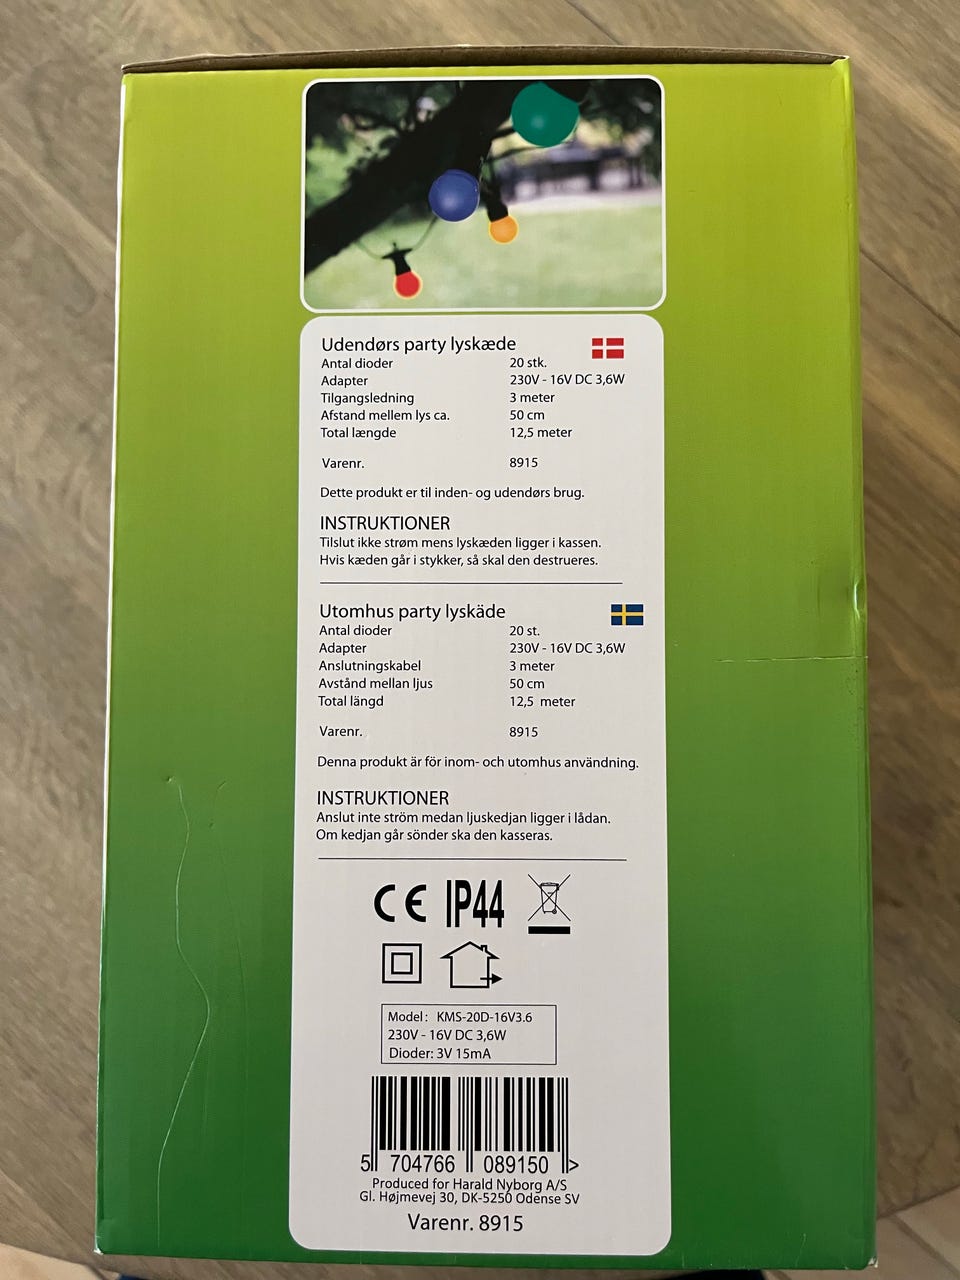 Udendørs party lyskæde
Antal dioder 20 stk.
Adapter 230V - 16V DC 3,6W
Tilgangsledning 3 meter
Afstand mellem lys ca. 50 cm
Total længde 12,5 meter
Varenr. 8915
Dette produkt er til inden- og udendørs brug.
INSTRUKTIONER
Tilslut ikke strøm mens lyskæden ligger i kassen.
Hvis kæden går i stykker, så skal den destrueres.
Utomhus party lyskäde
Antal dioder 20 st.
Adapter 230V - 16V DC 3,6W
Anslutningskabel 3 meter
Avstånd mellan ljus 50 cm
Total längd 12,5 meter
Varenr. 8915
Denna produkt är för inom- och utomhus användning.
INSTRUKTIONER
Anslut inte ström medan ljuskedjan ligger i lådan.
Om kedjan går sönder ska den kasseras.
CE IP44
Model: KMS-20D-16V3.6
230V - 16V DC 3,6W
Dioder: 3V 15mA
5 704766 089150 >
Produced for Harald Nyborg A/S
Gl. Højmevej 30, DK-5250 Odense SV
Varenr. 8915